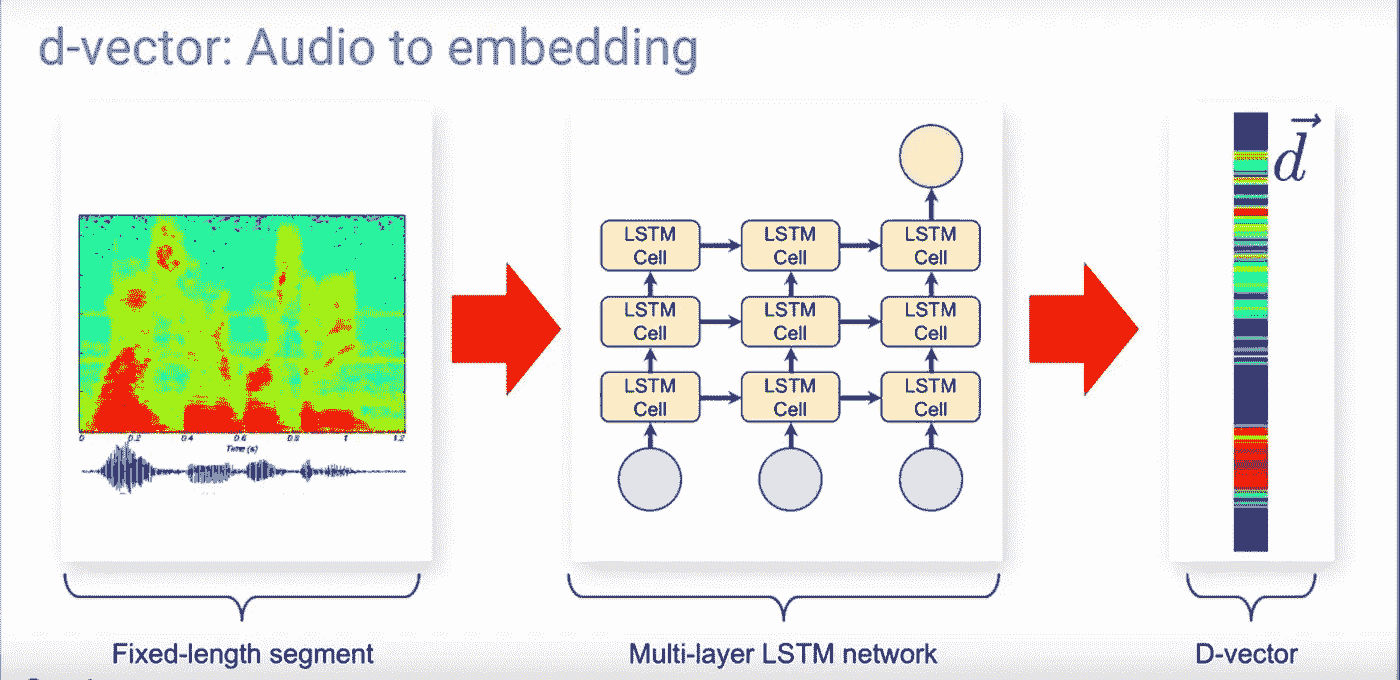 d-vector: Audio to embedding
0 0.2 0.4 0.6 0.8 1 1.2
Time (s)
LSTM Cell LSTM Cell LSTM Cell
LSTM Cell LSTM Cell LSTM Cell
LSTM Cell LSTM Cell LSTM Cell
d
Fixed-length segment
Multi-layer LSTM network
D-vector